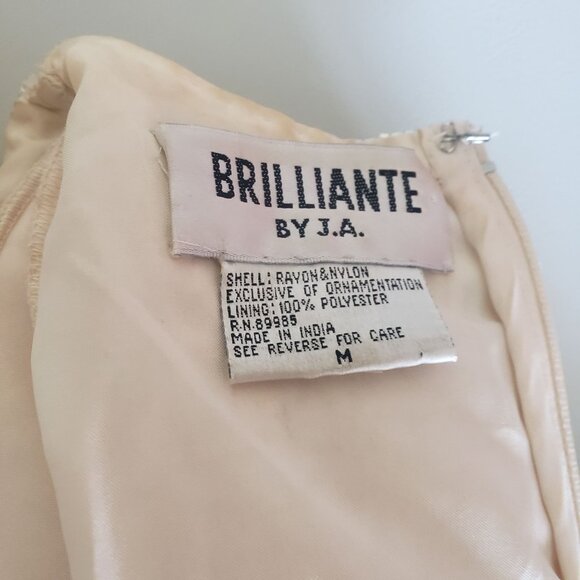 BRILLIANTE
BY J.A.
SHELL: RAYON&NYLON
EXCLUSIVE OF ORNAMENTATION
LINING: 100% POLYESTER
R.N.89985
MADE IN INDIA
SEE REVERSE FOR CARE
M